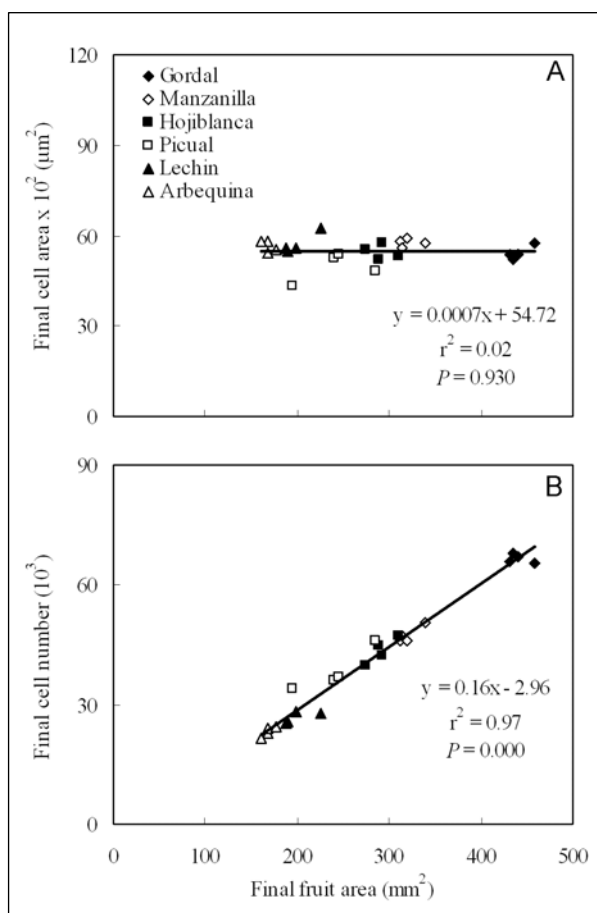 A
Gordal
Manzanilla
Hojiblanca
Picual
Lechin
Arbequina
Final cell area x 10⁻² (µm²)
120
90
60
30
0
y = 0.0007x + 54.72
r² = 0.02
P = 0.930
B
Final cell number (10³)
90
60
30
0
y = 0.16x - 2.96
r² = 0.97
P = 0.000
0 100 200 300 400 500
Final fruit area (mm²)